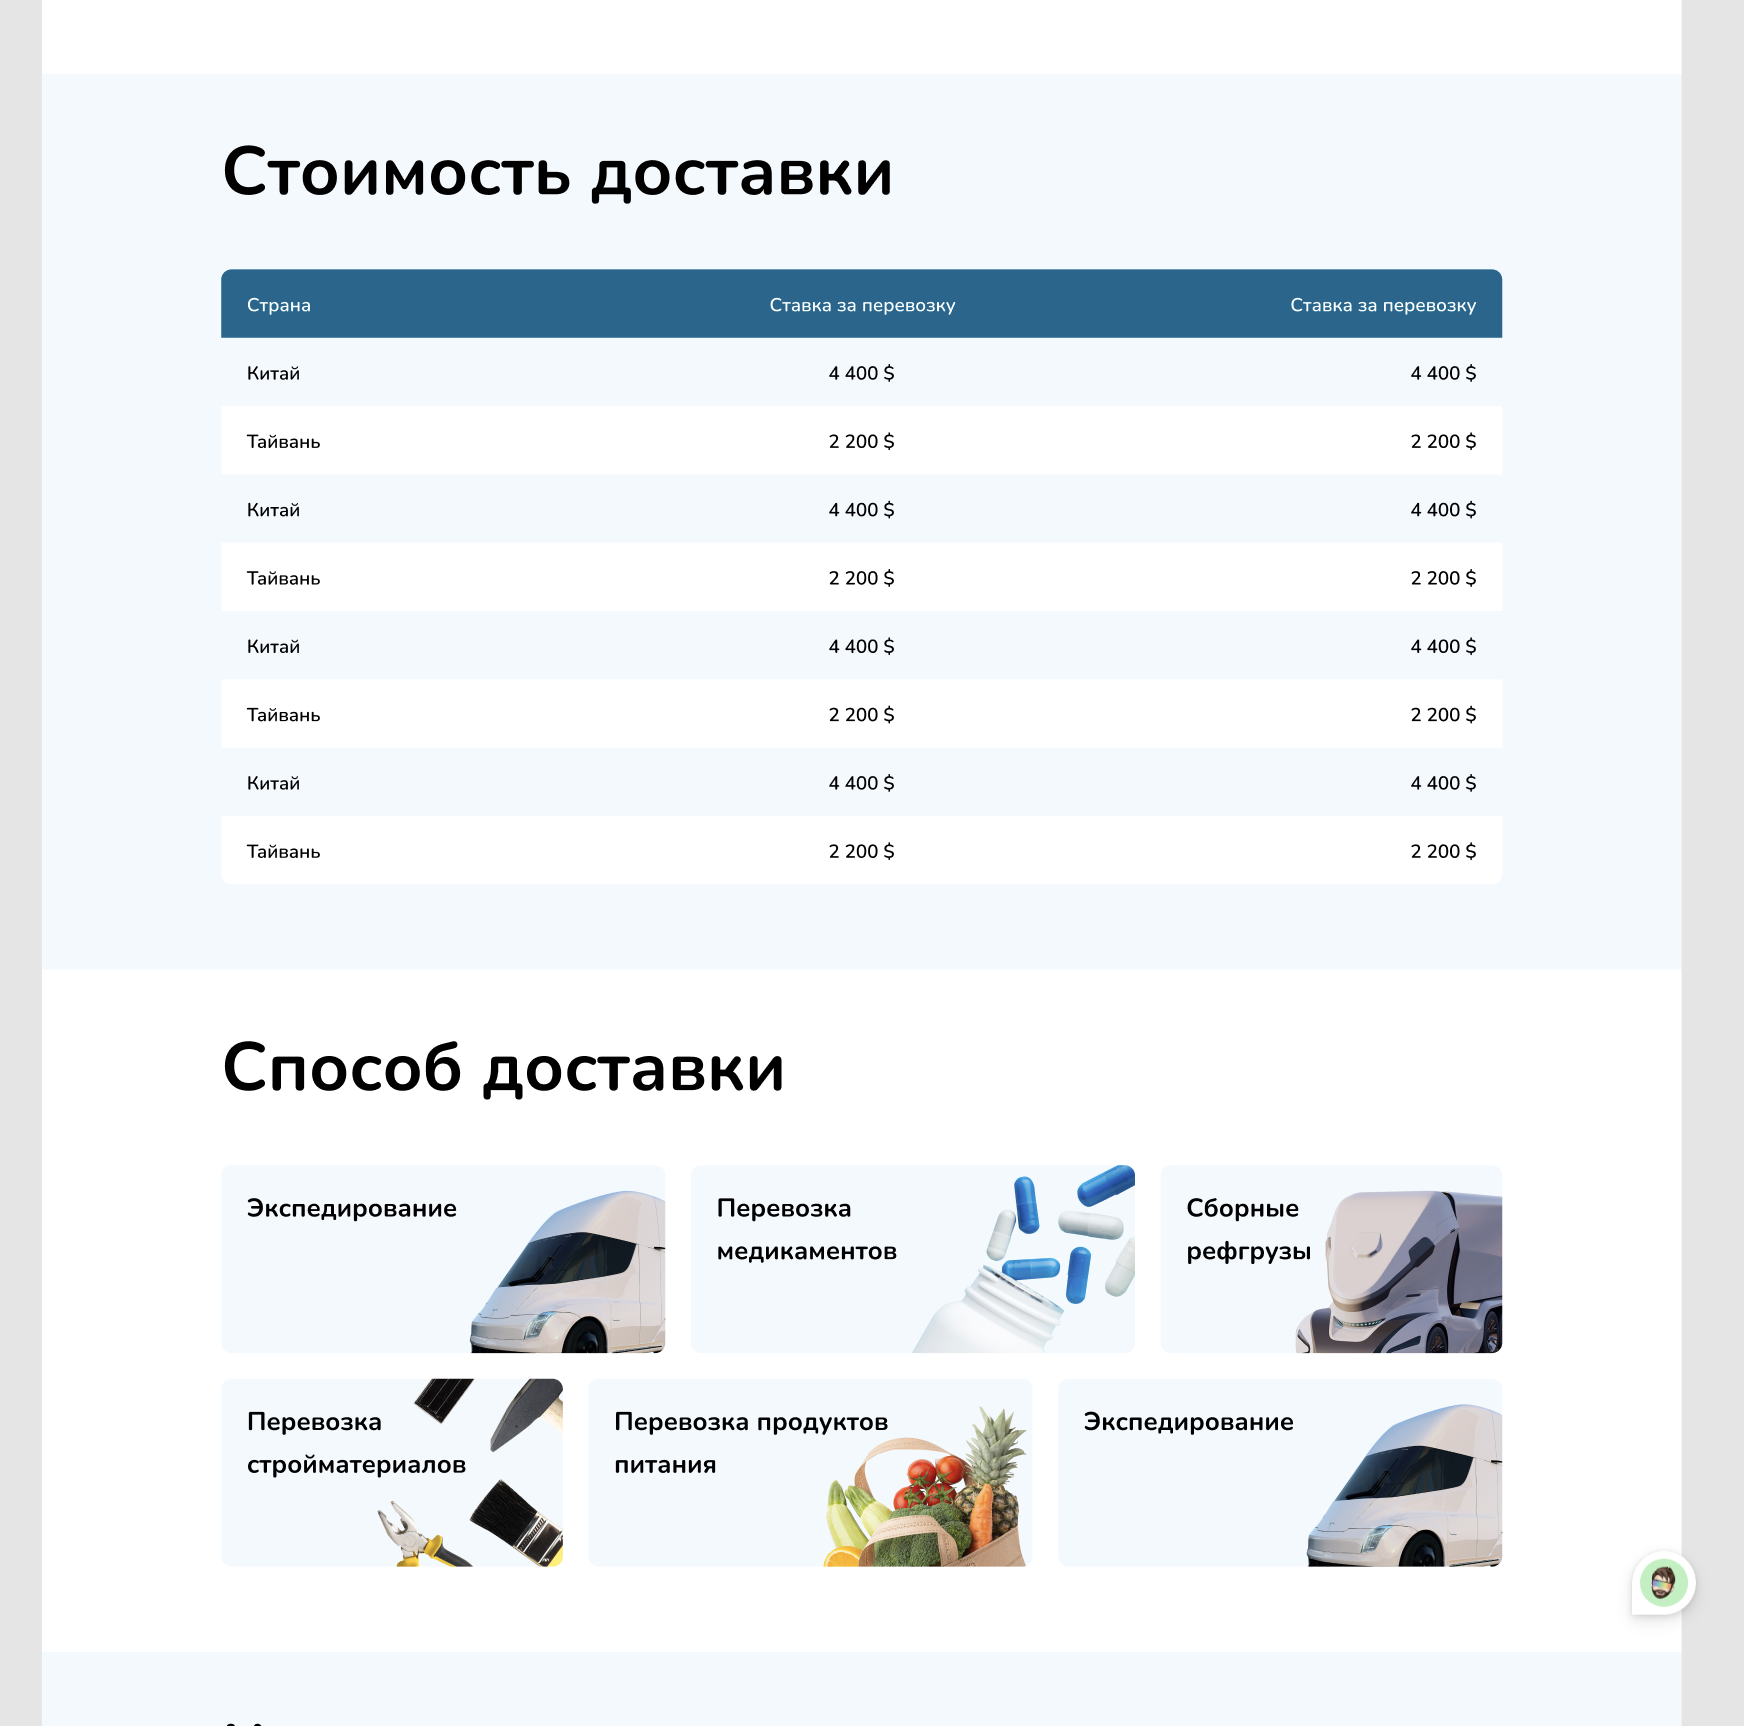 Стоимость доставки
Страна Ставка за перевозку Ставка за перевозку
Китай 4 400 $ 4 400 $
Тайвань 2 200 $ 2 200 $
Китай 4 400 $ 4 400 $
Тайвань 2 200 $ 2 200 $
Китай 4 400 $ 4 400 $
Тайвань 2 200 $ 2 200 $
Китай 4 400 $ 4 400 $
Тайвань 2 200 $ 2 200 $
Способ доставки
Экспедирование
Перевозка
медикаментов
Сборные
рефгрузы
Перевозка
стройматериалов
Перевозка продуктов
питания
Экспедирование